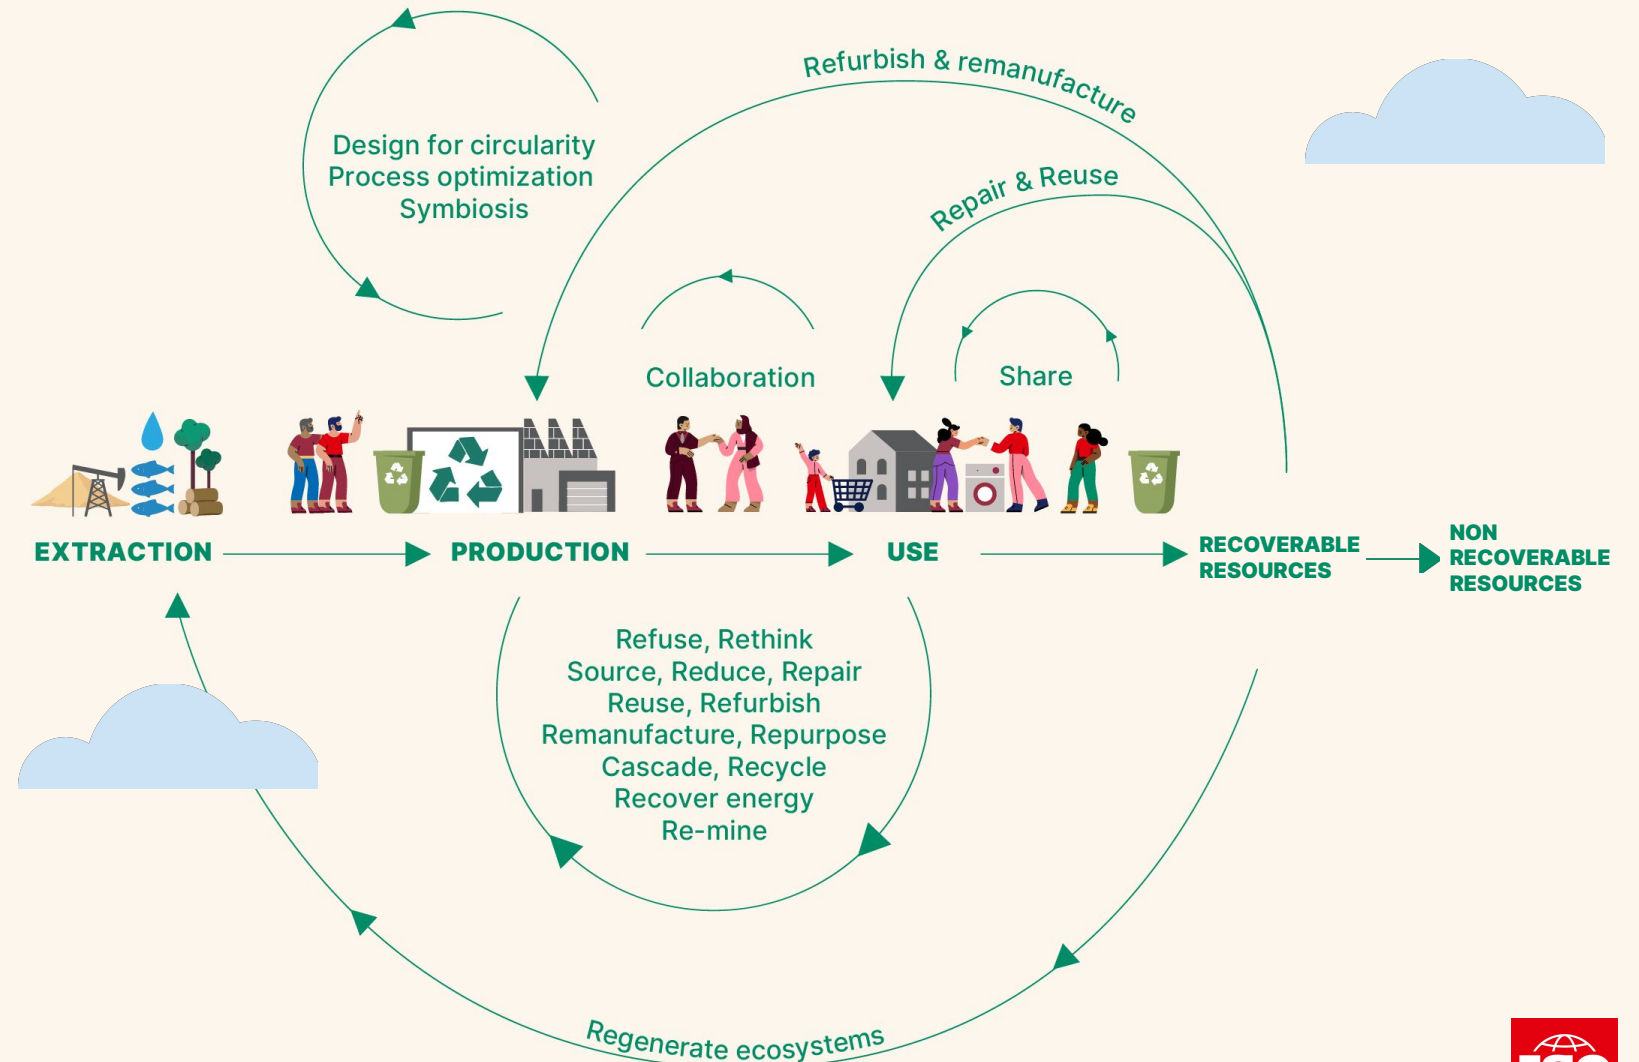 Refurbish & remanufacture
Design for circularity
Process optimization
Symbiosis
Repair & Reuse
Collaboration
Share
EXTRACTION
PRODUCTION
USE
RECOVERABLE
RESOURCES
NON
RECOVERABLE
RESOURCES
Refuse, Rethink
Source, Reduce, Repair
Reuse, Refurbish
Remanufacture, Repurpose
Cascade, Recycle
Recover energy
Re-mine
Regenerate ecosystems